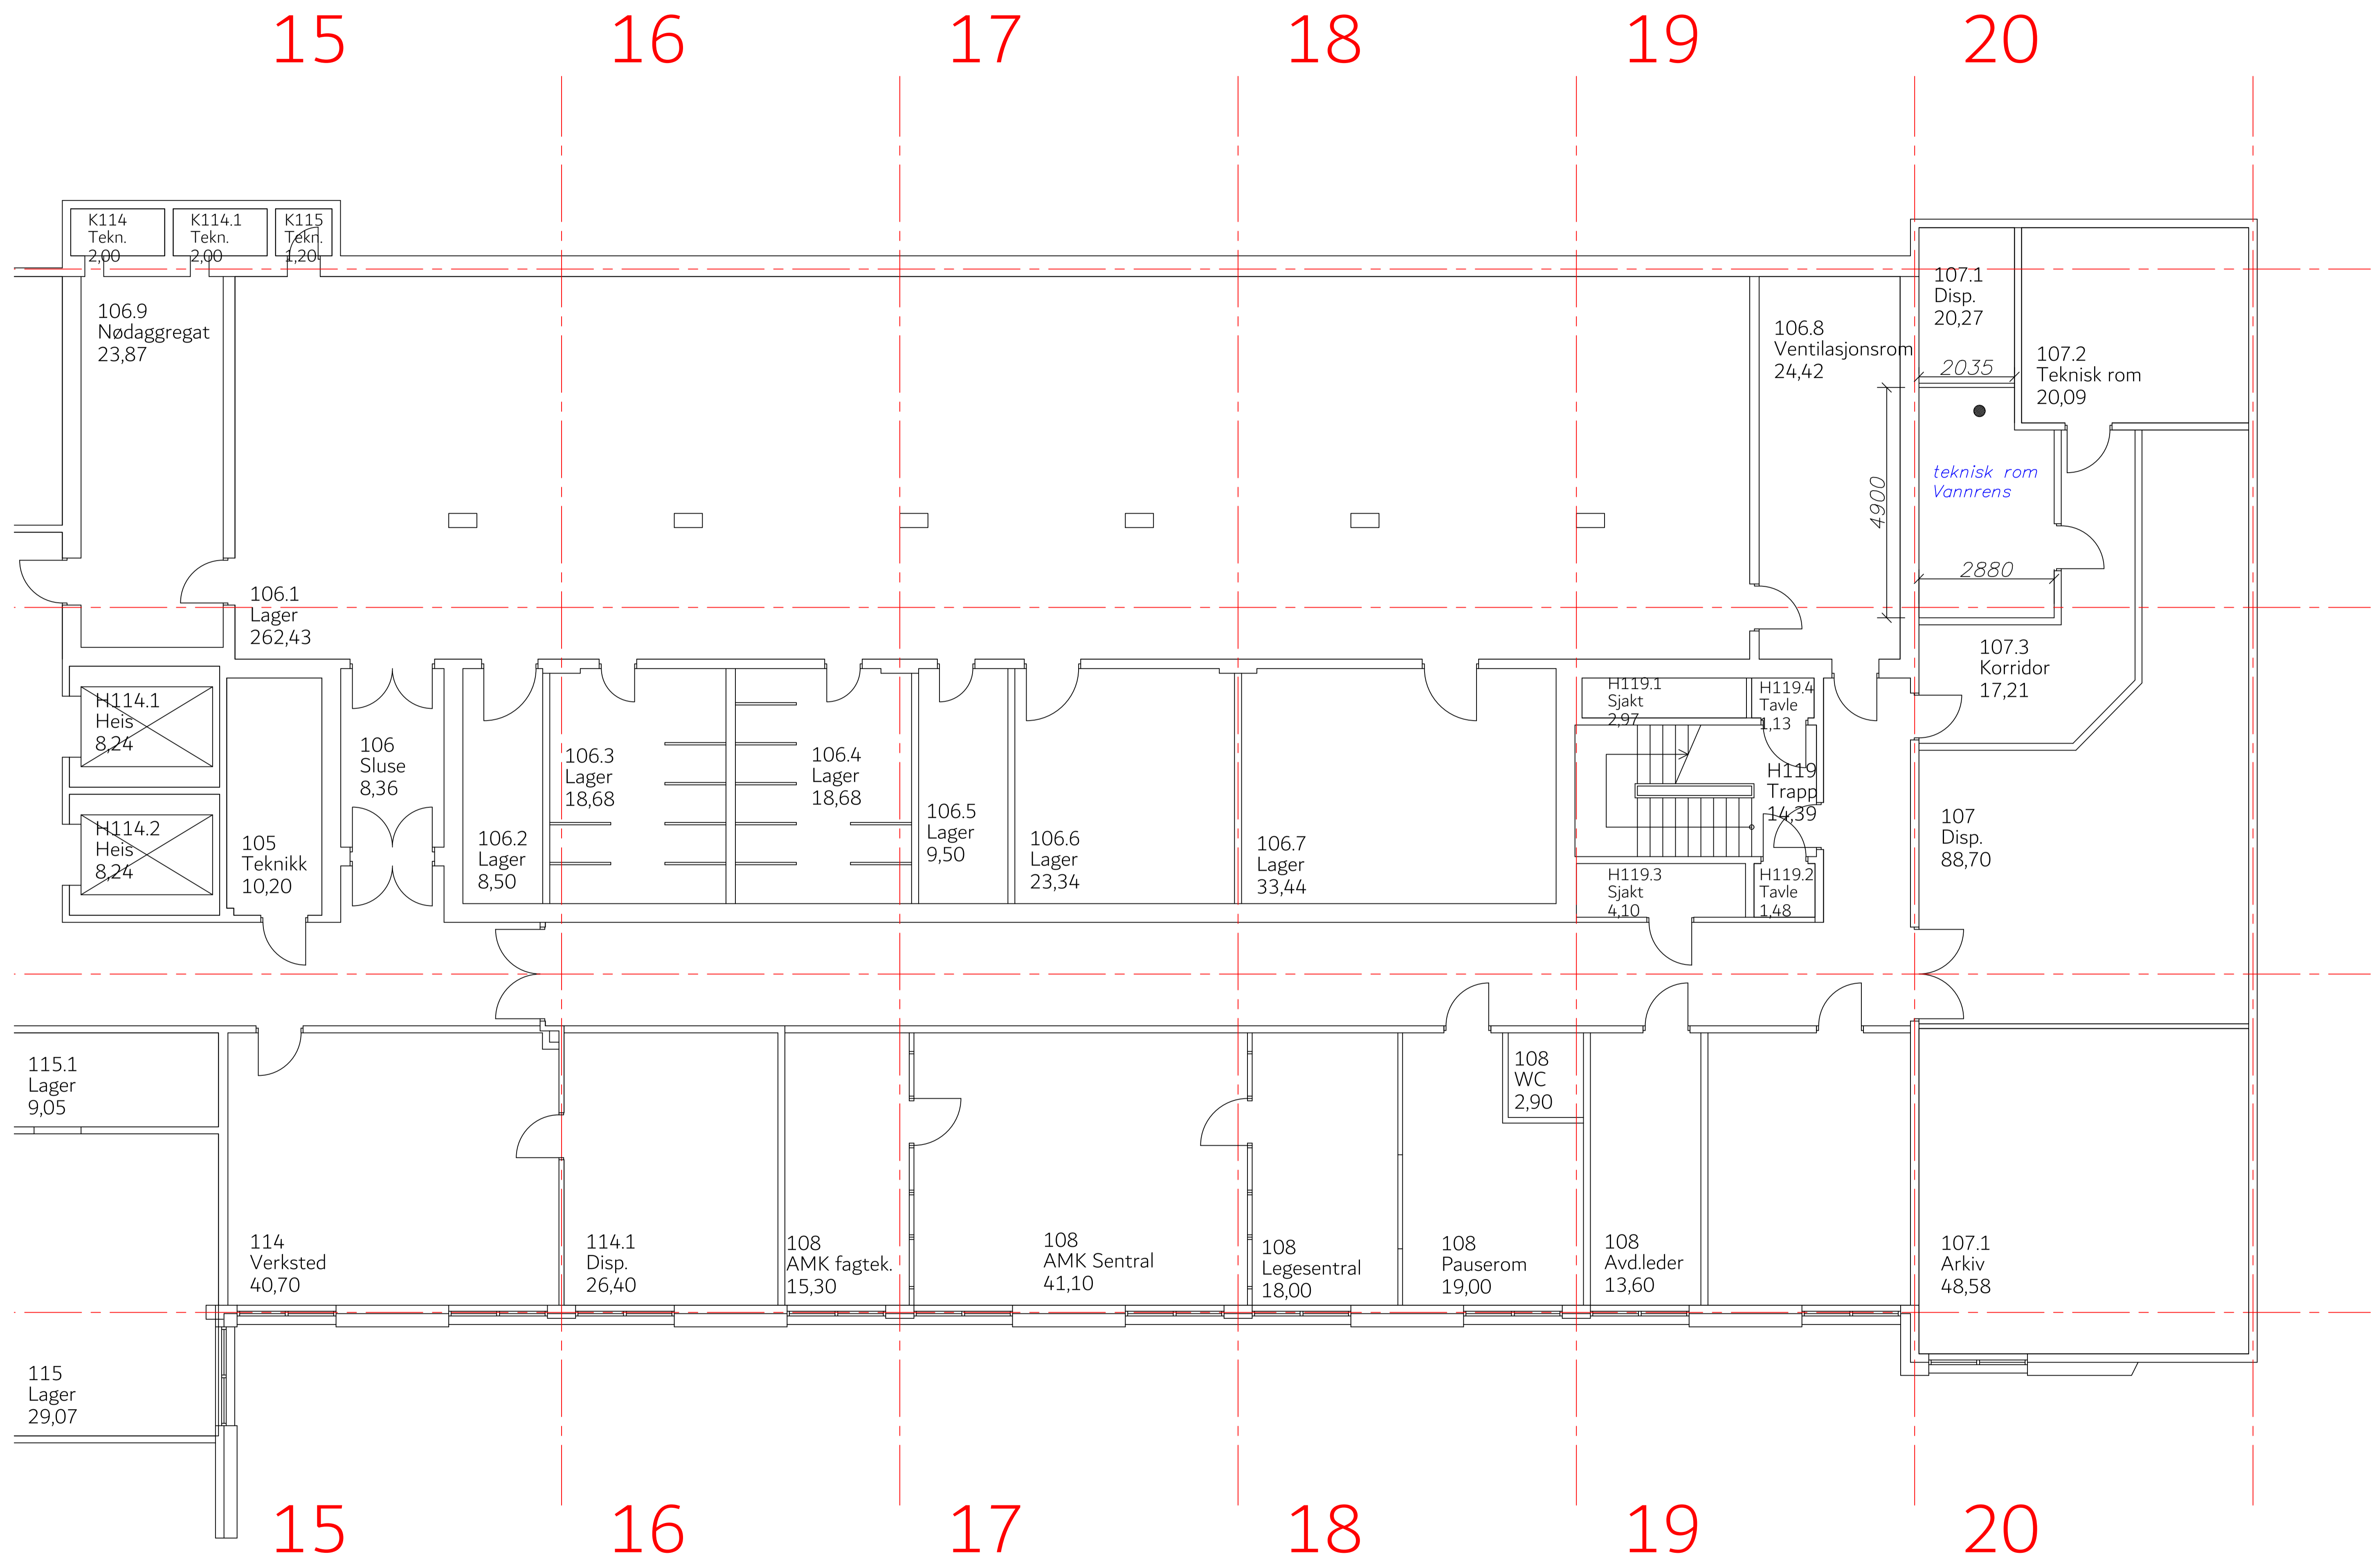 15
16
17
18
19
20
K114
Tekn.
2,00
K114.1
Tekn.
2,00
K115
Tekn.
1,20
106.9
Nødaggregat
23,87
106.8
Ventilasjonsrom
24,42
107.1
Disp.
20,27
2035
107.2
Teknisk rom
20,09
4900
teknisk rom
Vannrens
2880
106.1
Lager
262,43
107.3
Korridor
17,21
H114.1
Heis
8,24
H114.2
Heis
8,24
105
Teknikk
10,20
106
Sluse
8,36
106.2
Lager
8,50
106.3
Lager
18,68
106.4
Lager
18,68
106.5
Lager
9,50
106.6
Lager
23,34
106.7
Lager
33,44
H119.1
Sjakt
2,97
H119.4
Tavle
1,13
H119
Trapp
14,39
H119.3
Sjakt
4,10
H119.2
Tavle
1,48
107
Disp.
88,70
115.1
Lager
9,05
108
WC
2,90
114
Verksted
40,70
114.1
Disp.
26,40
108
AMK fagtek.
15,30
108
AMK Sentral
41,10
108
Legesentral
18,00
108
Pauserom
19,00
108
Avd.leder
13,60
107.1
Arkiv
48,58
115
Lager
29,07
15
16
17
18
19
20